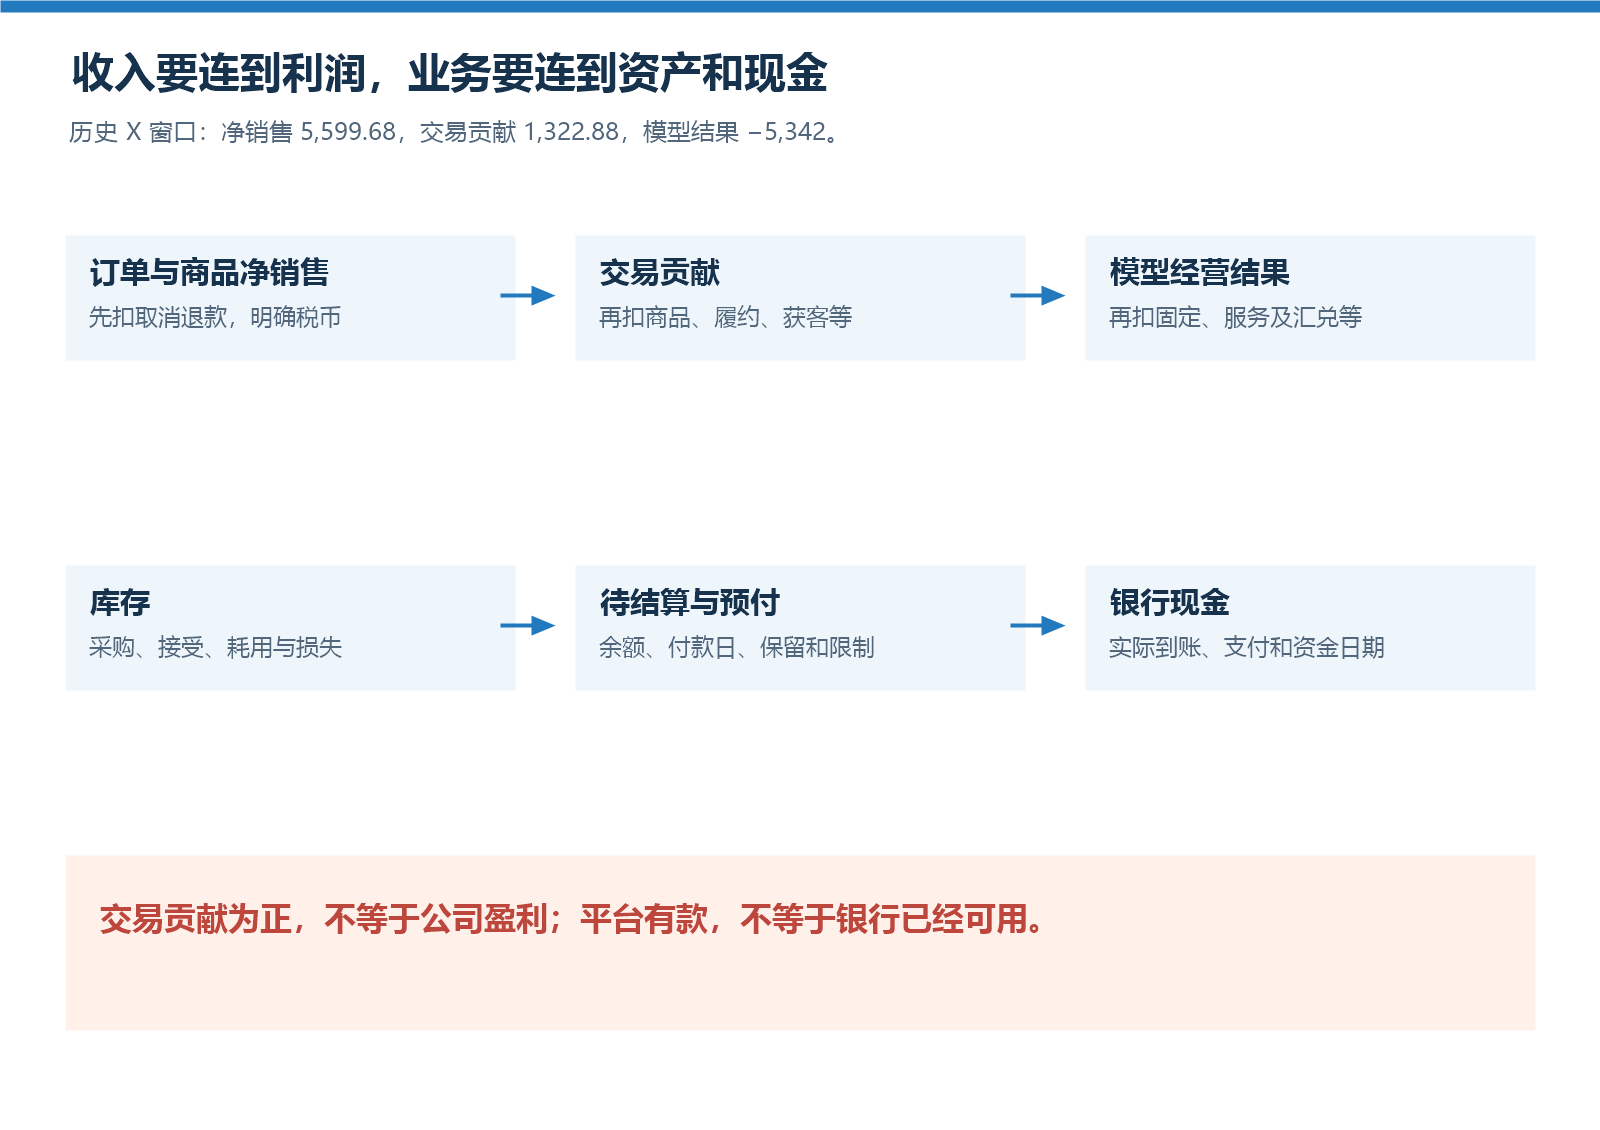 收入要连到利润，业务要连到资产和现金
历史 X 窗口：净销售 5,599.68，交易贡献 1,322.88，模型结果 −5,342。
订单与商品净销售
先扣取消退款，明确税币
交易贡献
再扣商品、履约、获客等
模型经营结果
再扣固定、服务及汇兑等
库存
采购、接受、耗用与损失
待结算与预付
余额、付款日、保留和限制
银行现金
实际到账、支付和资金日期
交易贡献为正，不等于公司盈利；平台有款，不等于银行已经可用。